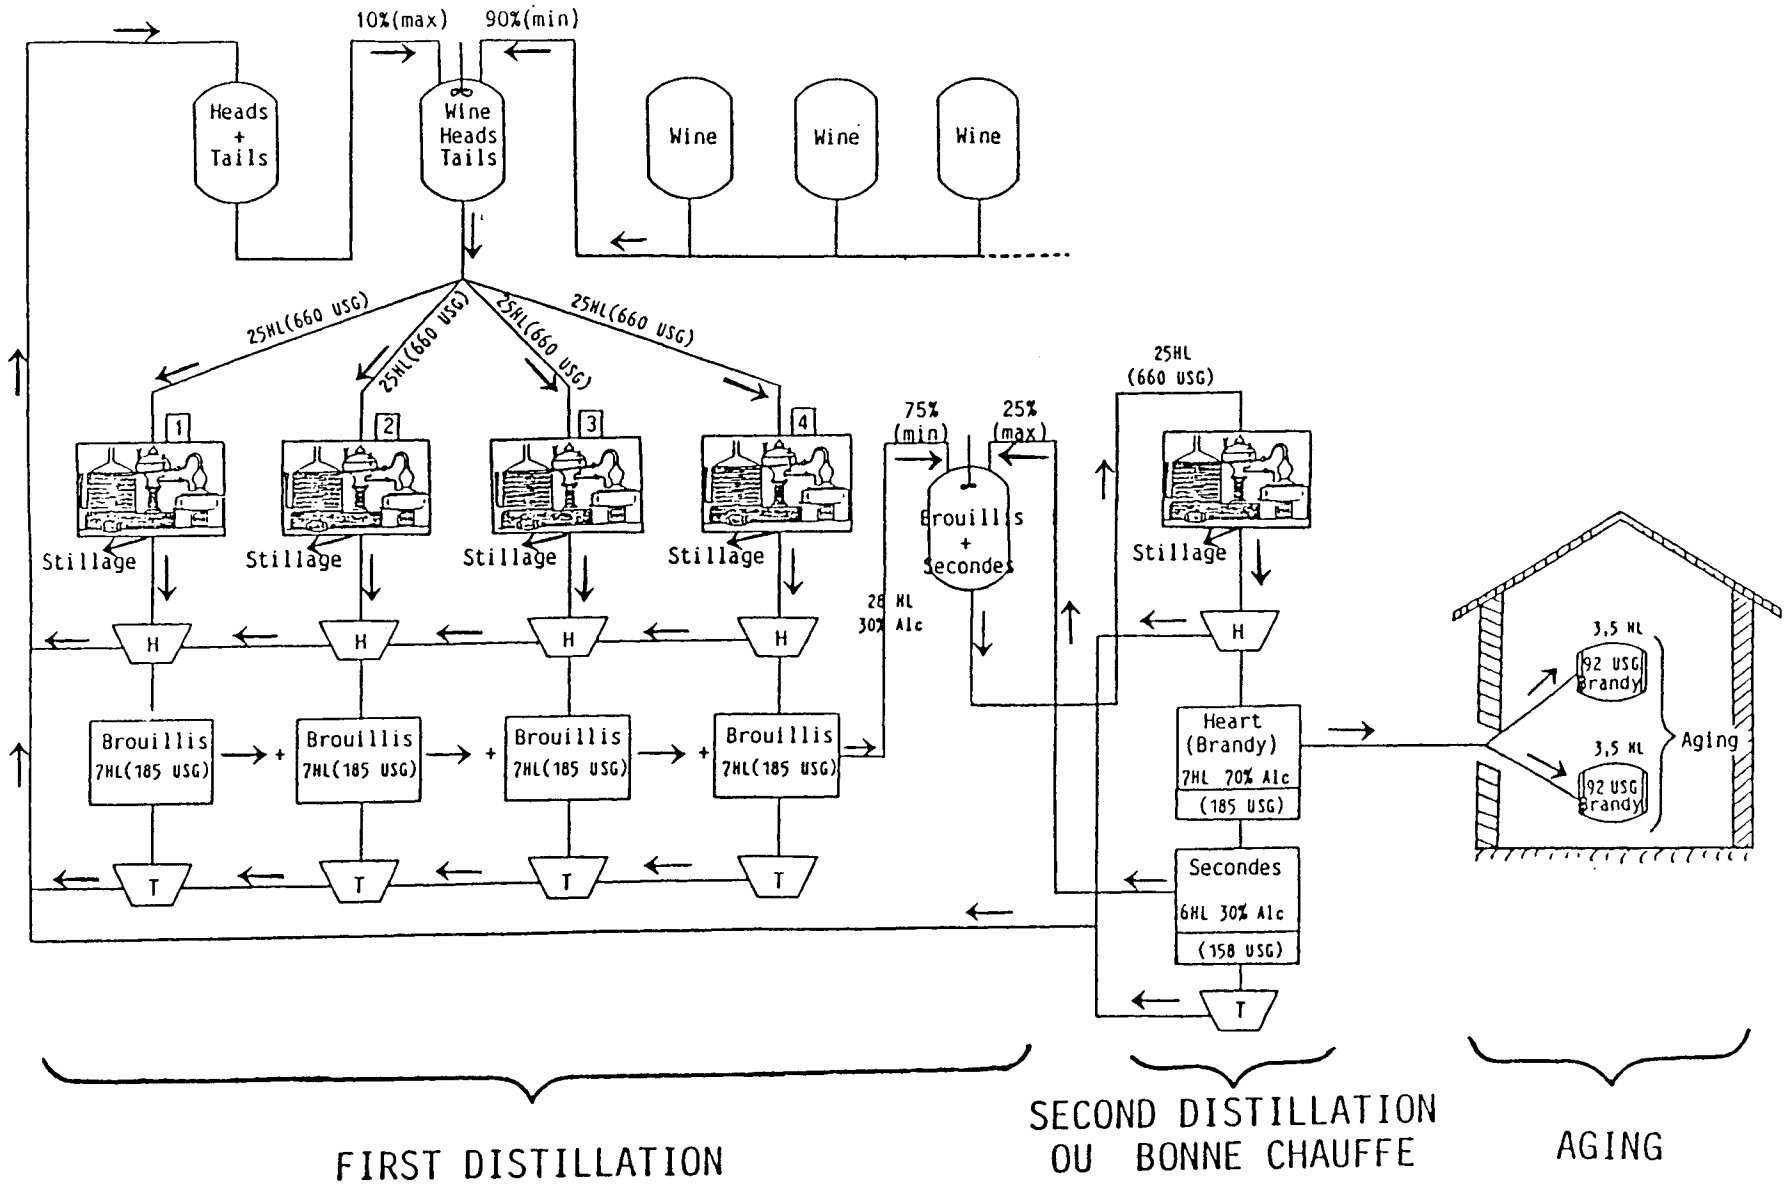 10%(max)
90%(min)
Heads
+
Tails
Wine
Heads
Tails
Wine
Wine
Wine
25HL(660 USG)
25HL(660 USG)
25HL(660 USG)
25HL(660 USG)
1
2
3
4
Stillage
Stillage
Stillage
Stillage
H
H
H
H
Brouillis
7HL(185 USG)
+
Brouillis
7HL(185 USG)
+
Brouillis
7HL(185 USG)
+
Brouillis
7HL(185 USG)
T
T
T
T
75%
(min)
25%
(max)
28 HL
30% Alc
Brouillis
+
Secondes
25HL
(660 USG)
Stillage
H
Heart
(Brandy)
7HL 70% Alc
(185 USG)
Secondes
6HL 30% Alc
(158 USG)
T
3,5 HL
92 USG
Brandy
3,5 HL
92 USG
Brandy
Aging
FIRST DISTILLATION
SECOND DISTILLATION
OU BONNE CHAUFFE
AGING